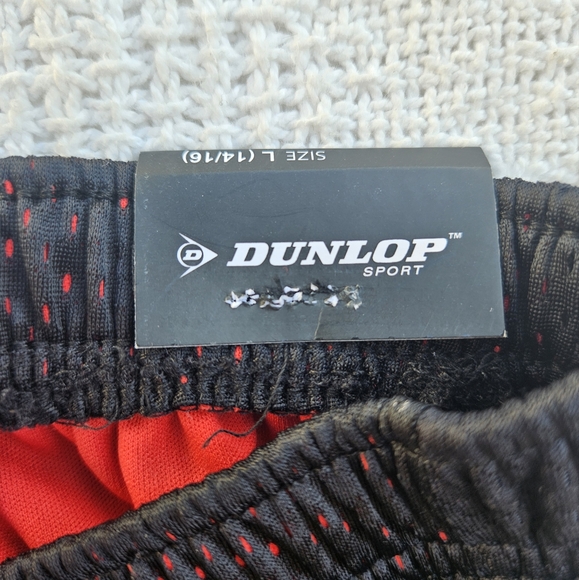 SIZE L (14/16)
D DUNLOP™
SPORT